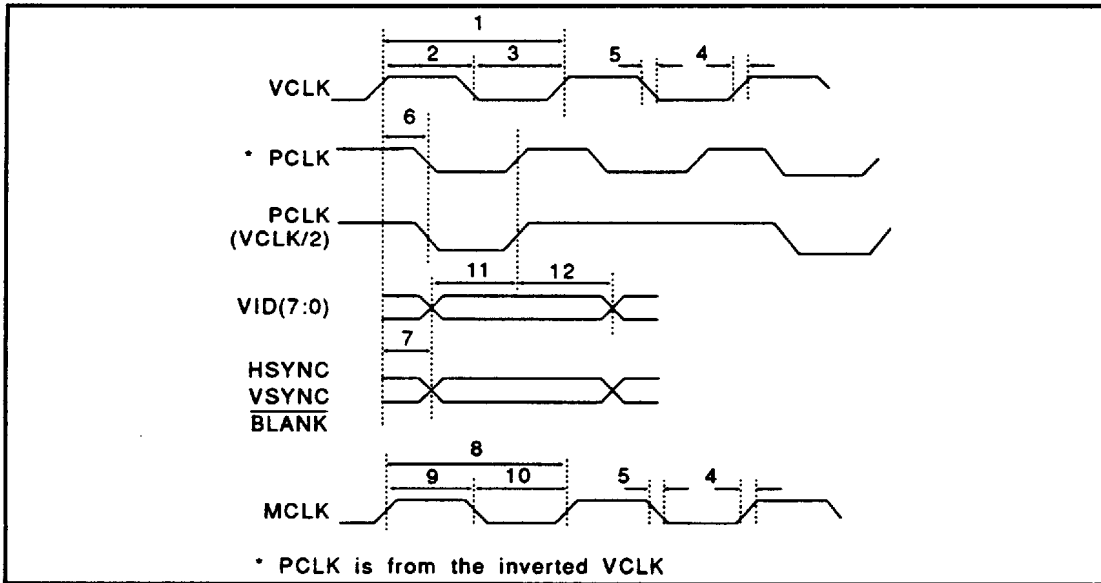 1
2 3 5 4
VCLK
6
* PCLK
PCLK
(VCLK/2)
11 12
VID(7:0)
7
HSYNC
VSYNC
BLANK
8
9 10 5 4
MCLK
* PCLK is from the inverted VCLK